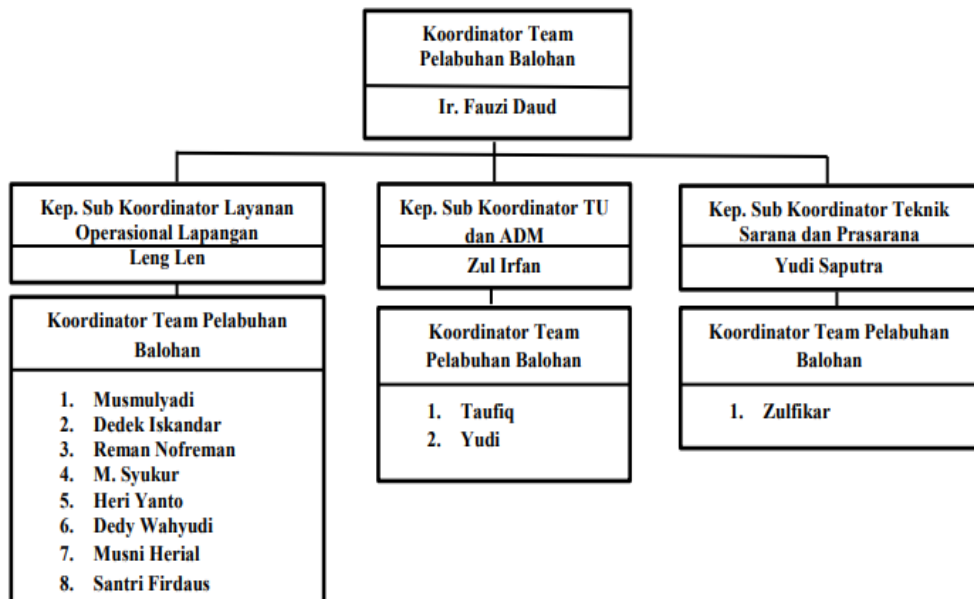 Koordinator Team
Pelabuhan Balohan
Ir. Fauzi Daud
Kep. Sub Koordinator Layanan
Operasional Lapangan
Leng Len
Kep. Sub Koordinator TU
dan ADM
Zul Irfan
Kep. Sub Koordinator Teknik
Sarana dan Prasarana
Yudi Saputra
Koordinator Team Pelabuhan
Balohan
1. Musmulyadi
2. Dedek Iskandar
3. Reman Nofreman
4. M. Syukur
5. Heri Yanto
6. Dedy Wahyudi
7. Musni Herial
8. Santri Firdaus
Koordinator Team
Pelabuhan Balohan
1. Taufiq
2. Yudi
Koordinator Team Pelabuhan
Balohan
1. Zulfikar